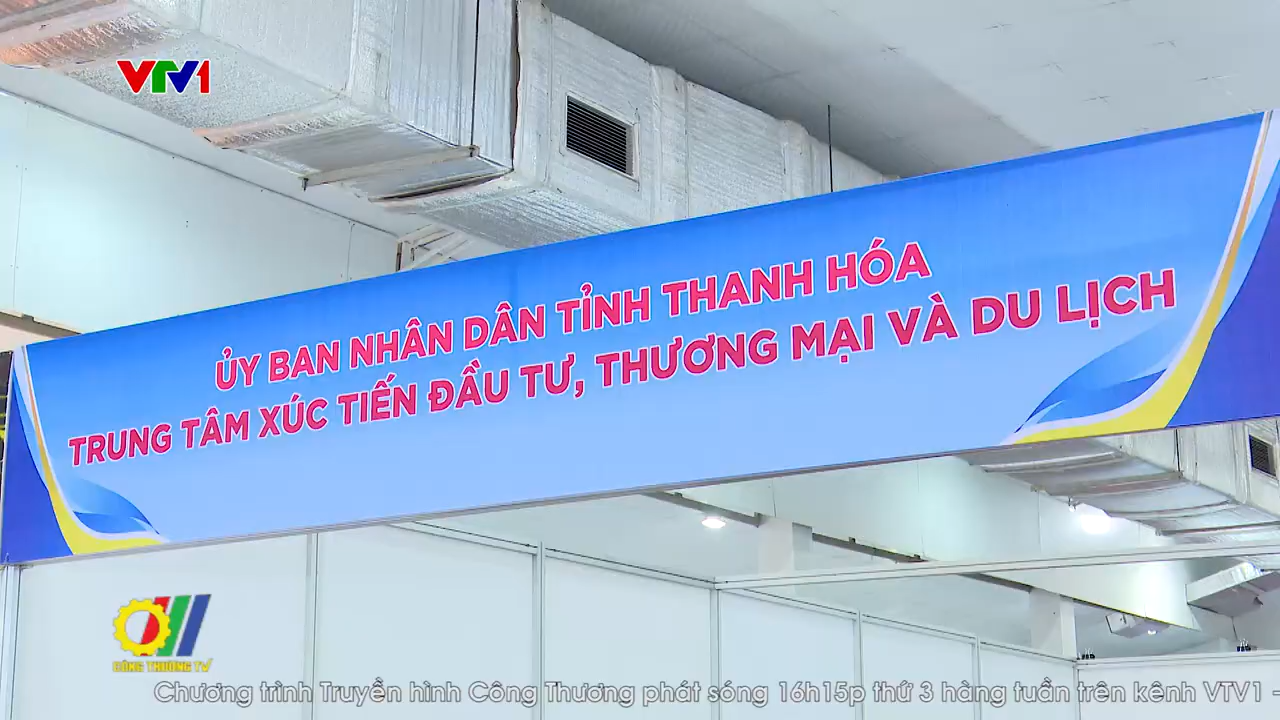 VTV1
ỦY BAN NHÂN DÂN TỈNH THANH HÓA
TRUNG TÂM XÚC TIẾN ĐẦU TƯ, THƯƠNG MẠI VÀ DU LỊCH
CÔNG THƯƠNG TV
Chương trình Truyền hình Công Thương phát sóng 16h15p thứ 3 hàng tuần trên kênh VTV1 -